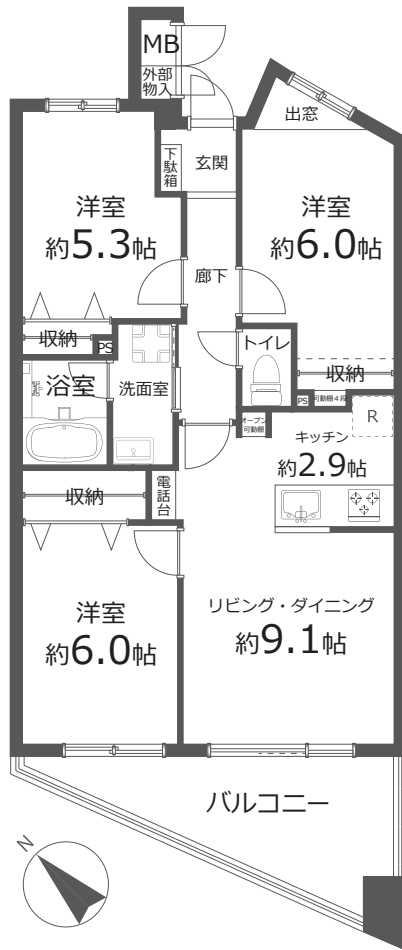 MB
外部
物入
出窓
下駄箱
玄関
洋室
約5.3帖
洋室
約6.0帖
廊下
収納
PS
トイレ
浴室
洗面室
収納
PS
可動棚4段
R
オープン
可動棚
キッチン
約2.9帖
収納
電話台
洋室
約6.0帖
リビング・ダイニング
約9.1帖
バルコニー
N